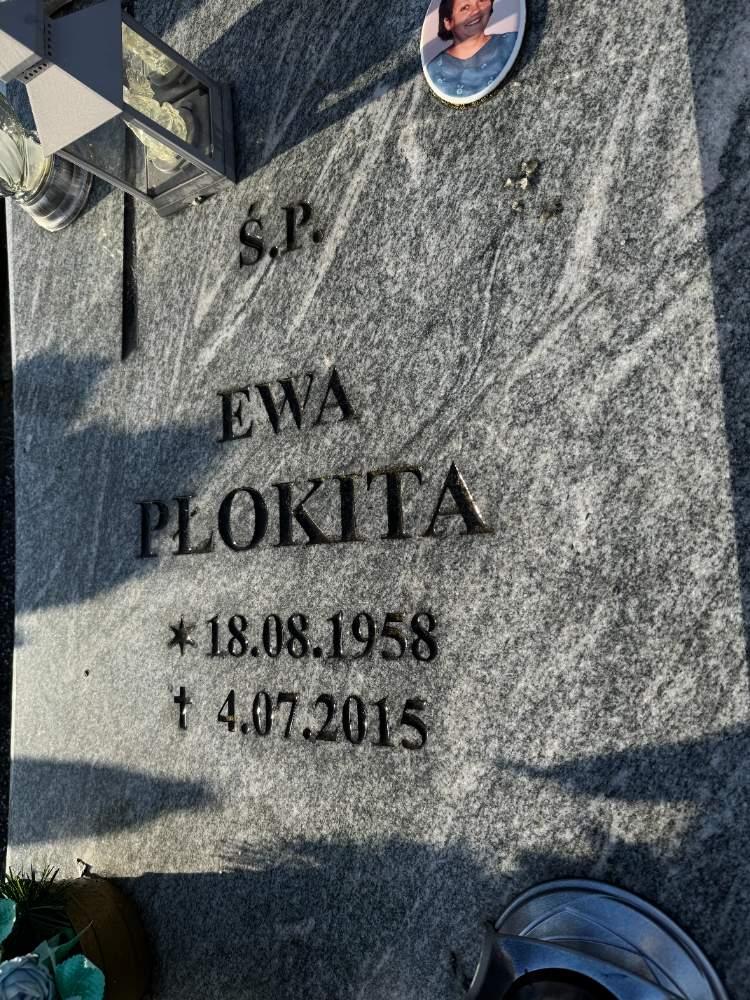 Ś.P.
EWA
PŁOKITA
* 18.08.1958
† 4.07.2015